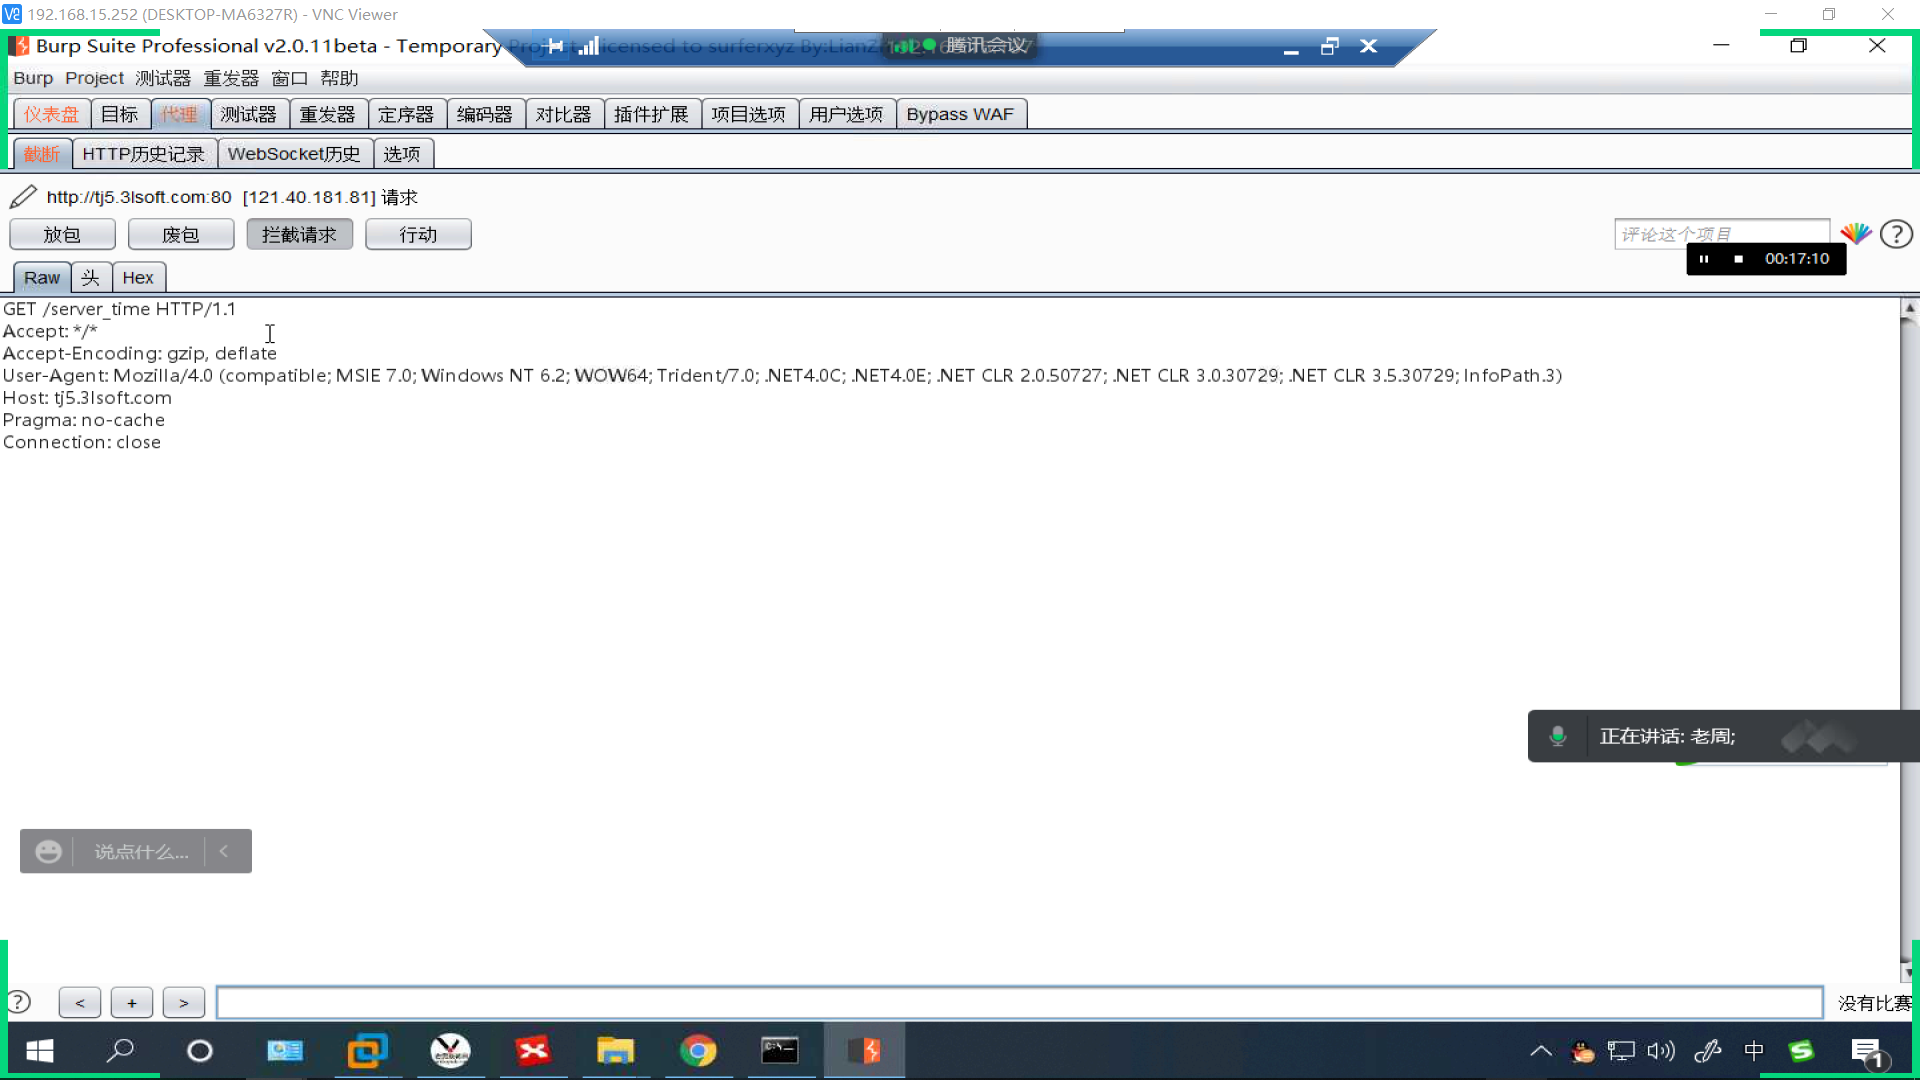 192.168.15.252 (DESKTOP-MA6327R) - VNC Viewer
Burp Suite Professional v2.0.11beta - Temporary Project - licensed to surferxyz By:LianZ
腾讯会议
Burp Project 测试器 重发器 窗口 帮助
仪表盘 目标 代理 测试器 重发器 定序器 编码器 对比器 插件扩展 项目选项 用户选项 Bypass WAF
截断 HTTP历史记录 WebSocket历史 选项
http://tj5.3lsoft.com:80 [121.40.181.81] 请求
放包 废包 拦截请求 行动 评论这个项目
00:17:10
Raw 头 Hex
GET /server_time HTTP/1.1
Accept: */*
Accept-Encoding: gzip, deflate
User-Agent: Mozilla/4.0 (compatible; MSIE 7.0; Windows NT 6.2; WOW64; Trident/7.0; .NET4.0C; .NET4.0E; .NET CLR 2.0.50727; .NET CLR 3.0.30729; .NET CLR 3.5.30729; InfoPath.3)
Host: tj5.3lsoft.com
Pragma: no-cache
Connection: close
正在讲话: 老周;
说点什么... <
? < + > 没有比赛
中 1